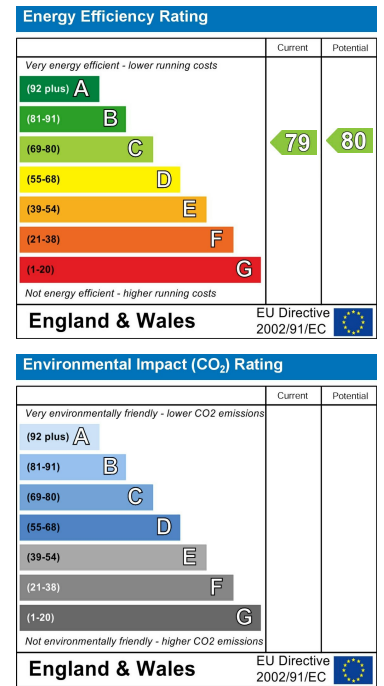 Energy Efficiency Rating
Current Potential
Very energy efficient - lower running costs
(92 plus) A
(81-91) B
(69-80) C
79 80
(55-68) D
(39-54) E
(21-38) F
(1-20) G
Not energy efficient - higher running costs
England & Wales
EU Directive
2002/91/EC
Environmental Impact (CO₂) Rating
Current Potential
Very environmentally friendly - lower CO2 emissions
(92 plus) A
(81-91) B
(69-80) C
(55-68) D
(39-54) E
(21-38) F
(1-20) G
Not environmentally friendly - higher CO2 emissions
England & Wales
EU Directive
2002/91/EC